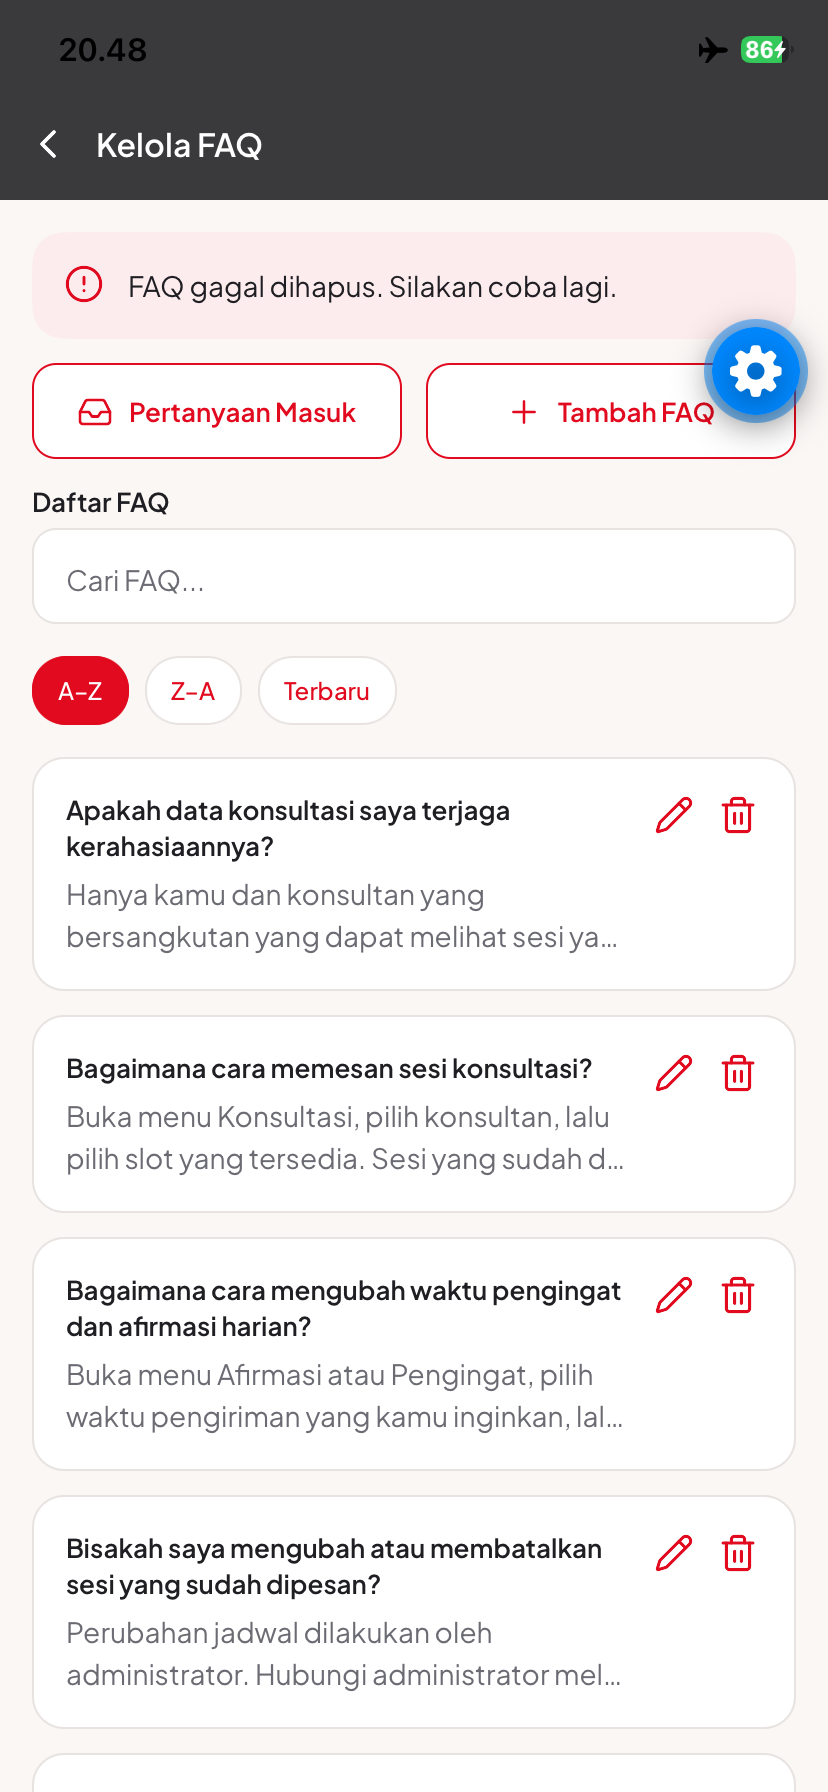 20.48
86
Kelola FAQ
FAQ gagal dihapus. Silakan coba lagi.
Pertanyaan Masuk
Tambah FAQ
Daftar FAQ
Cari FAQ...
A–Z
Z–A
Terbaru
Apakah data konsultasi saya terjaga
kerahasiaannya?
Hanya kamu dan konsultan yang
bersangkutan yang dapat melihat sesi ya...
Bagaimana cara memesan sesi konsultasi?
Buka menu Konsultasi, pilih konsultan, lalu
pilih slot yang tersedia. Sesi yang sudah d...
Bagaimana cara mengubah waktu pengingat
dan afirmasi harian?
Buka menu Afirmasi atau Pengingat, pilih
waktu pengiriman yang kamu inginkan, lal...
Bisakah saya mengubah atau membatalkan
sesi yang sudah dipesan?
Perubahan jadwal dilakukan oleh
administrator. Hubungi administrator mel...